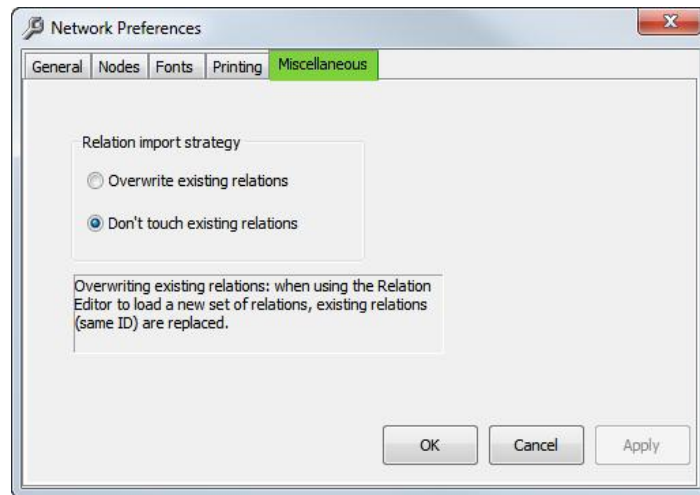 Network Preferences
General Nodes Fonts Printing Miscellaneous
Relation import strategy
Overwrite existing relations
Don't touch existing relations
Overwriting existing relations: when using the Relation
Editor to load a new set of relations, existing relations
(same ID) are replaced.
OK Cancel Apply